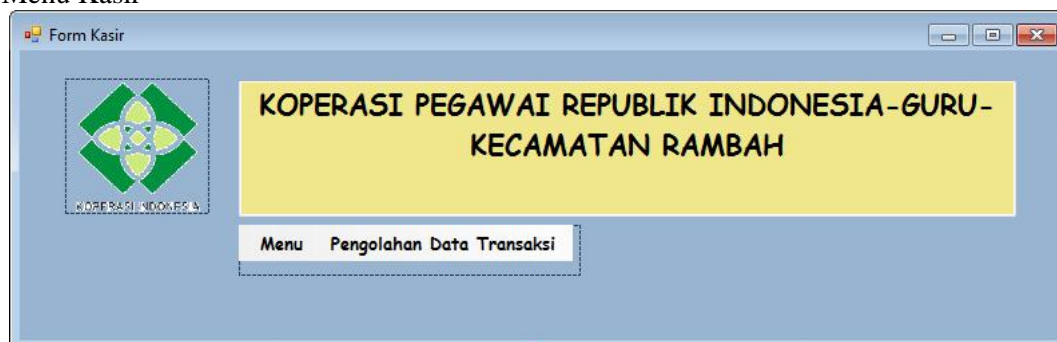 Menu Kasir
Form Kasir
KOPERASI PEGAWAI REPUBLIK INDONESIA-GURU-
KECAMATAN RAMBAH
KOPERASI INDONESIA
Menu Pengolahan Data Transaksi